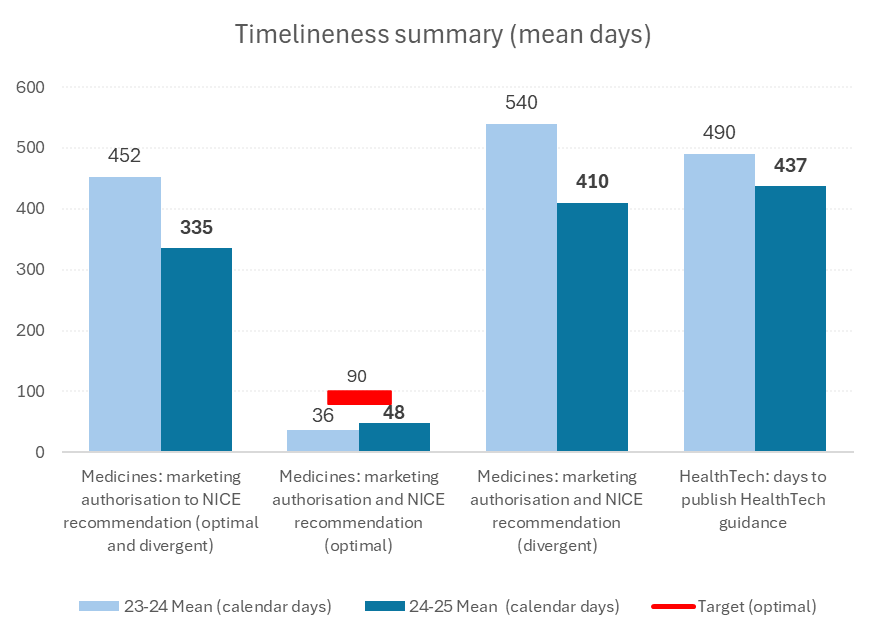 Timelineness summary (mean days)
600
500
400
300
200
100
0
452
335
36
90
48
540
410
490
437
Medicines: marketing
authorisation to NICE
recommendation (optimal
and divergent)
Medicines: marketing
authorisation and NICE
recommendation
(optimal)
Medicines: marketing
authorisation and NICE
recommendation
(divergent)
HealthTech: days to
publish HealthTech
guidance
23-24 Mean (calendar days)
24-25 Mean (calendar days)
Target (optimal)